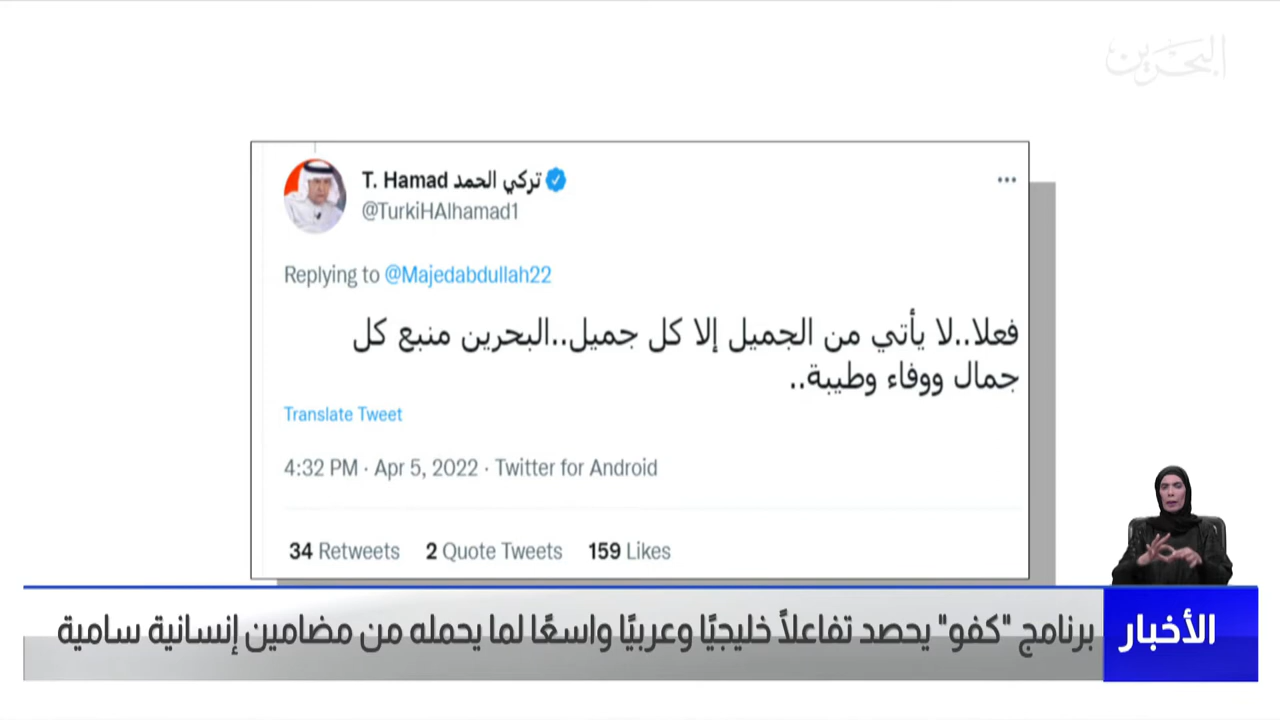 البحرين
T. Hamad تركي الحمد
@TurkiHAlhamad1
Replying to @Majedabdullah22
فعلا..لا يأتي من الجميل إلا كل جميل..البحرين منبع كل
جمال ووفاء وطيبة..
Translate Tweet
4:32 PM · Apr 5, 2022 · Twitter for Android
34 Retweets 2 Quote Tweets 159 Likes
الأخبار
برنامج "كفو" يحصد تفاعلاً خليجيًا وعربيًا واسعًا لما يحمله من مضامين إنسانية سامية